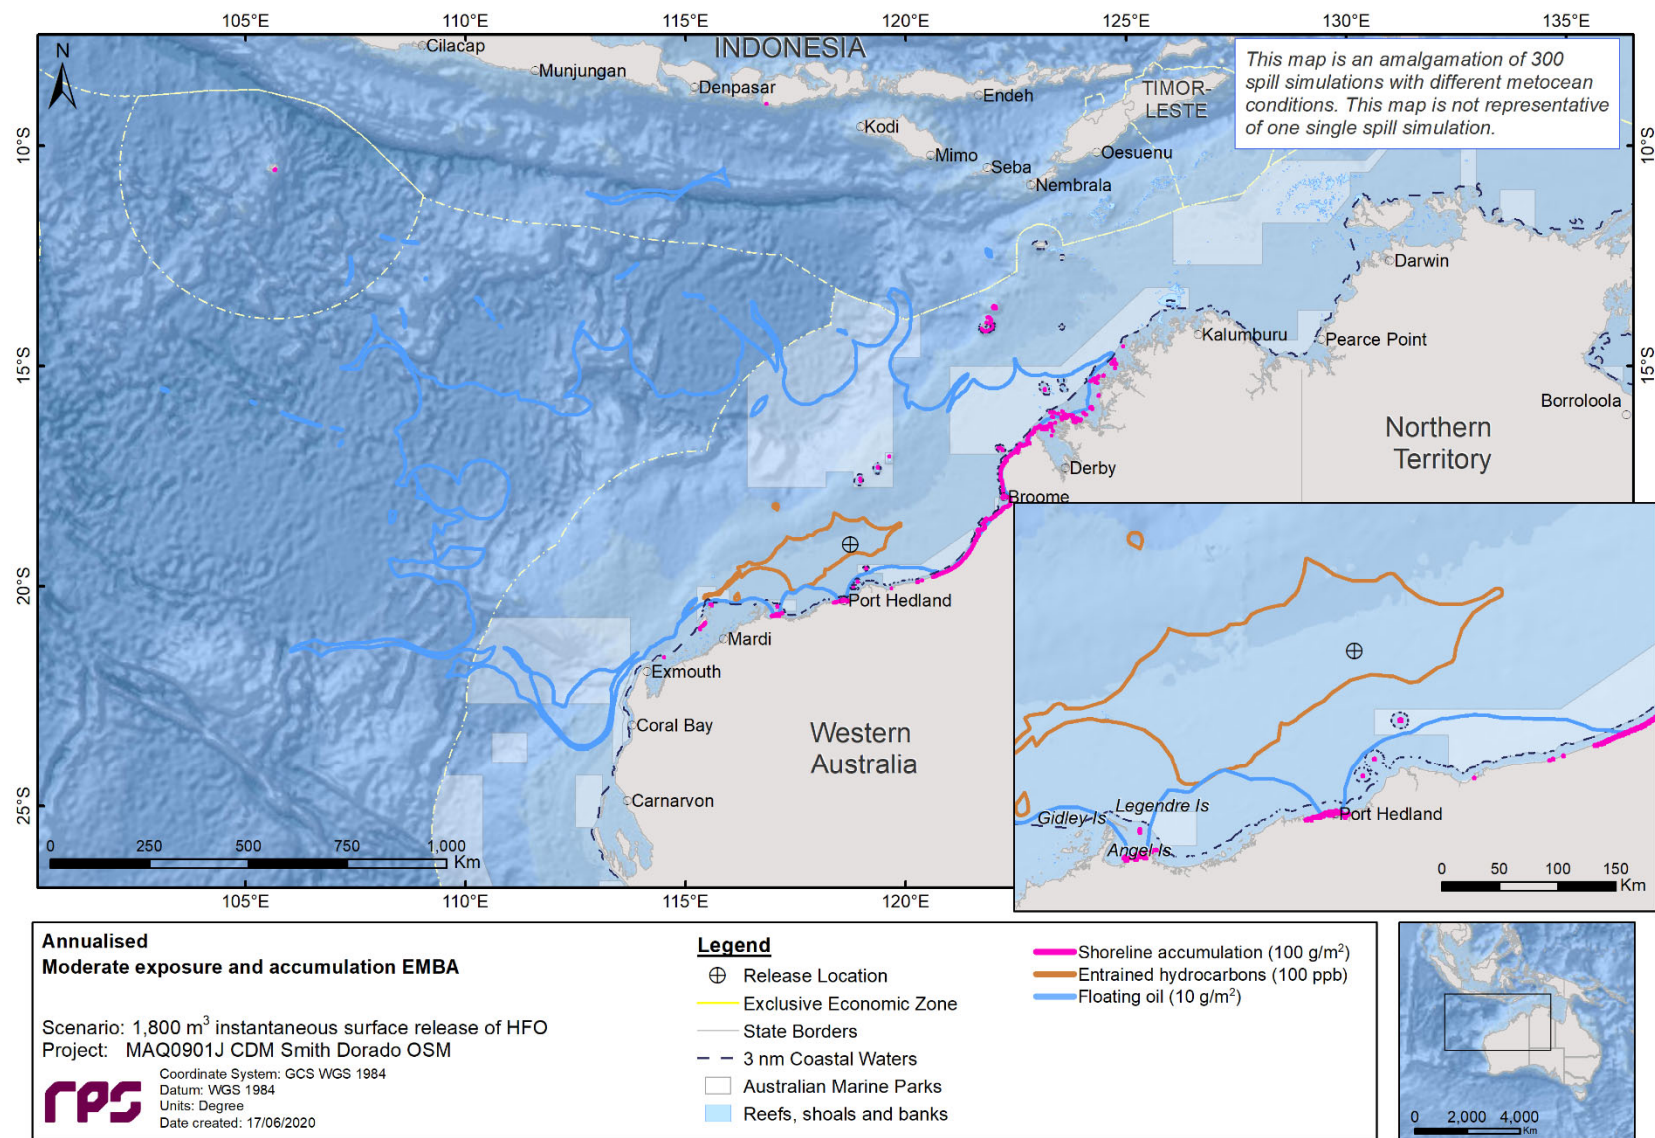 105°E 110°E 115°E 120°E 125°E 130°E 135°E
N
INDONESIA
Cilacap
Munjungan
Denpasar
Endeh
TIMOR-
LESTE
Kodi
Mimo
Seba
Oesuenu
Nembrala
This map is an amalgamation of 300
spill simulations with different metocean
conditions. This map is not representative
of one single spill simulation.
10°S
10°S
Darwin
Kalumburu
Pearce Point
15°S
15°S
Borroloola
Northern
Territory
Derby
Broome
20°S
Port Hedland
Mardi
Exmouth
Coral Bay
Western
Australia
Carnarvon
25°S
0 250 500 750 1,000
Km
Legendre Is
Gidley Is
Port Hedland
Angel Is
0 50 100 150
Km
105°E 110°E 115°E 120°E
Annualised
Moderate exposure and accumulation EMBA
Scenario: 1,800 m³ instantaneous surface release of HFO
Project: MAQ0901J CDM Smith Dorado OSM
rps
Coordinate System: GCS WGS 1984
Datum: WGS 1984
Units: Degree
Date created: 17/06/2020
Legend
Release Location
Exclusive Economic Zone
State Borders
3 nm Coastal Waters
Australian Marine Parks
Reefs, shoals and banks
Shoreline accumulation (100 g/m²)
Entrained hydrocarbons (100 ppb)
Floating oil (10 g/m²)
0 2,000 4,000
Km